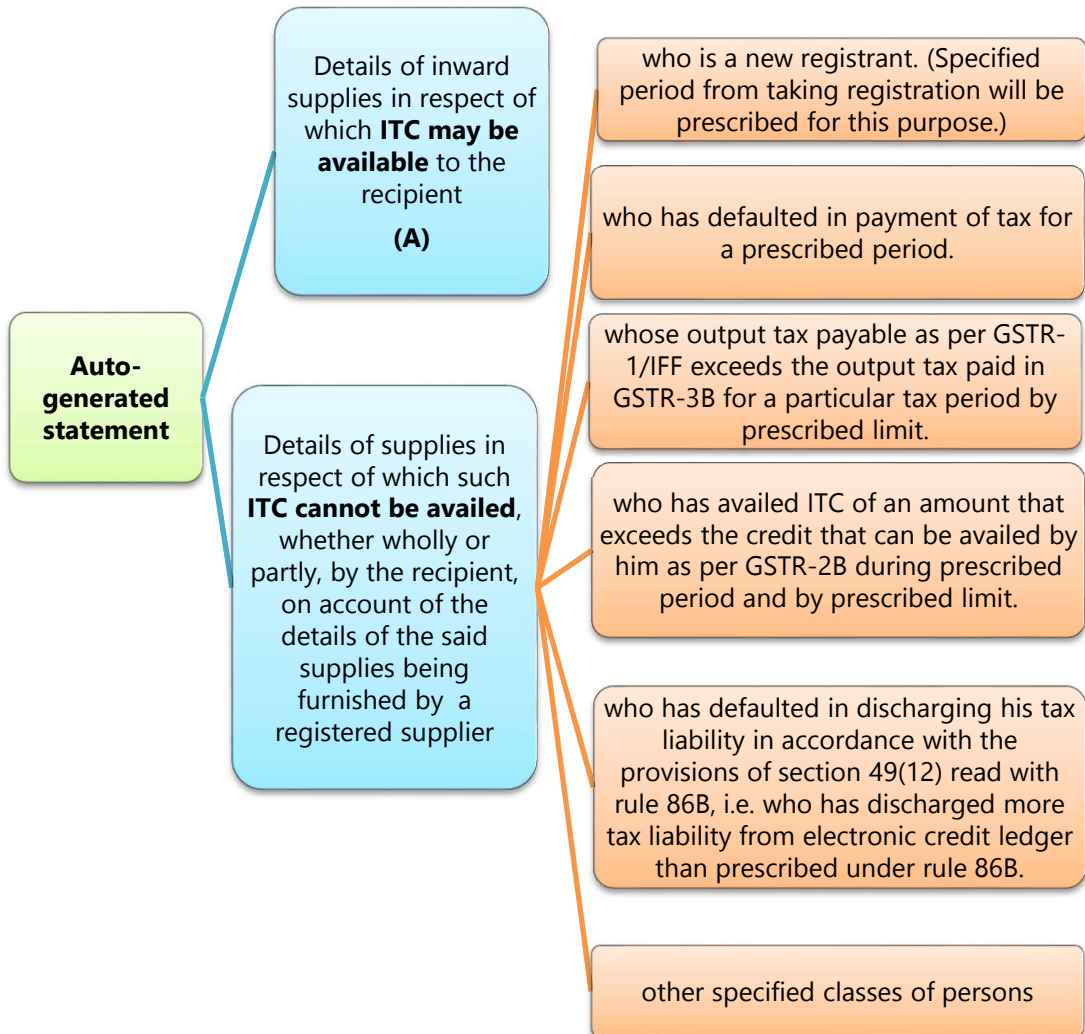 Auto-
generated
statement
Details of inward
supplies in respect of
which ITC may be
available to the
recipient
(A)
Details of supplies in
respect of which such
ITC cannot be availed,
whether wholly or
partly, by the recipient,
on account of the
details of the said
supplies being
furnished by a
registered supplier
who is a new registrant. (Specified
period from taking registration will be
prescribed for this purpose.)
who has defaulted in payment of tax for
a prescribed period.
whose output tax payable as per GSTR-
1/IFF exceeds the output tax paid in
GSTR-3B for a particular tax period by
prescribed limit.
who has availed ITC of an amount that
exceeds the credit that can be availed by
him as per GSTR-2B during prescribed
period and by prescribed limit.
who has defaulted in discharging his tax
liability in accordance with the
provisions of section 49(12) read with
rule 86B, i.e. who has discharged more
tax liability from electronic credit ledger
than prescribed under rule 86B.
other specified classes of persons